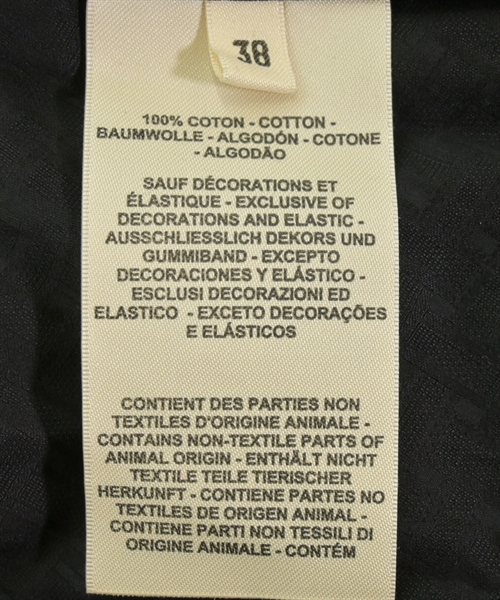 38
100% COTON - COTTON -
BAUMWOLLE - ALGODÓN - COTONE
- ALGODÃO
SAUF DÉCORATIONS ET
ÉLASTIQUE - EXCLUSIVE OF
DECORATIONS AND ELASTIC -
AUSSCHLIESSLICH DEKORS UND
GUMMIBAND - EXCEPTO
DECORACIONES Y ELÁSTICO -
ESCLUSI DECORAZIONI ED
ELASTICO - EXCETO DECORAÇÕES
E ELÁSTICOS
CONTIENT DES PARTIES NON
TEXTILES D'ORIGINE ANIMALE -
CONTAINS NON-TEXTILE PARTS OF
ANIMAL ORIGIN - ENTHÄLT NICHT
TEXTILE TEILE TIERISCHER
HERKUNFT - CONTIENE PARTES NO
TEXTILES DE ORIGEN ANIMAL -
CONTIENE PARTI NON TESSILI DI
ORIGINE ANIMALE - CONTÉM